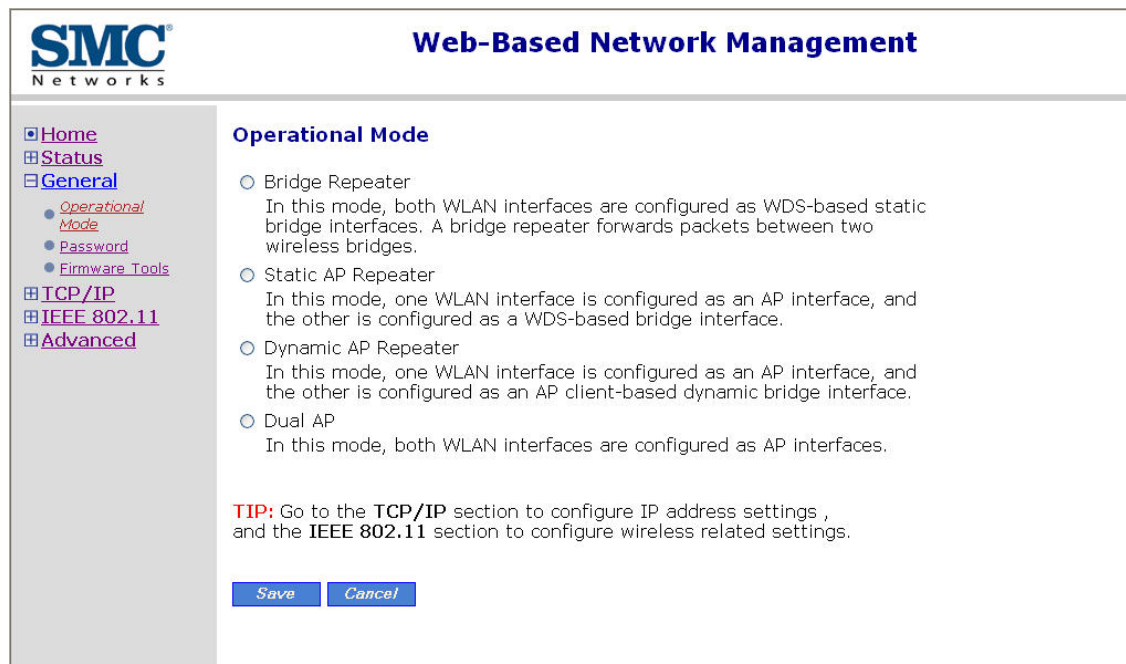 SMC®
Networks
Web-Based Network Management
Home
Status
General
Operational
Mode
Password
Firmware Tools
TCP/IP
IEEE 802.11
Advanced
Operational Mode
Bridge Repeater
In this mode, both WLAN interfaces are configured as WDS-based static
bridge interfaces. A bridge repeater forwards packets between two
wireless bridges.
Static AP Repeater
In this mode, one WLAN interface is configured as an AP interface, and
the other is configured as a WDS-based bridge interface.
Dynamic AP Repeater
In this mode, one WLAN interface is configured as an AP interface, and
the other is configured as an AP client-based dynamic bridge interface.
Dual AP
In this mode, both WLAN interfaces are configured as AP interfaces.
TIP: Go to the TCP/IP section to configure IP address settings ,
and the IEEE 802.11 section to configure wireless related settings.
Save Cancel